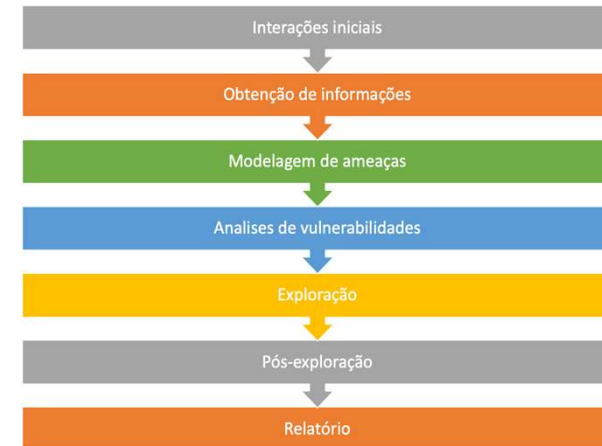 Interações iniciais
Obtenção de informações
Modelagem de ameaças
Analises de vulnerabilidades
Exploração
Pós-exploração
Relatório